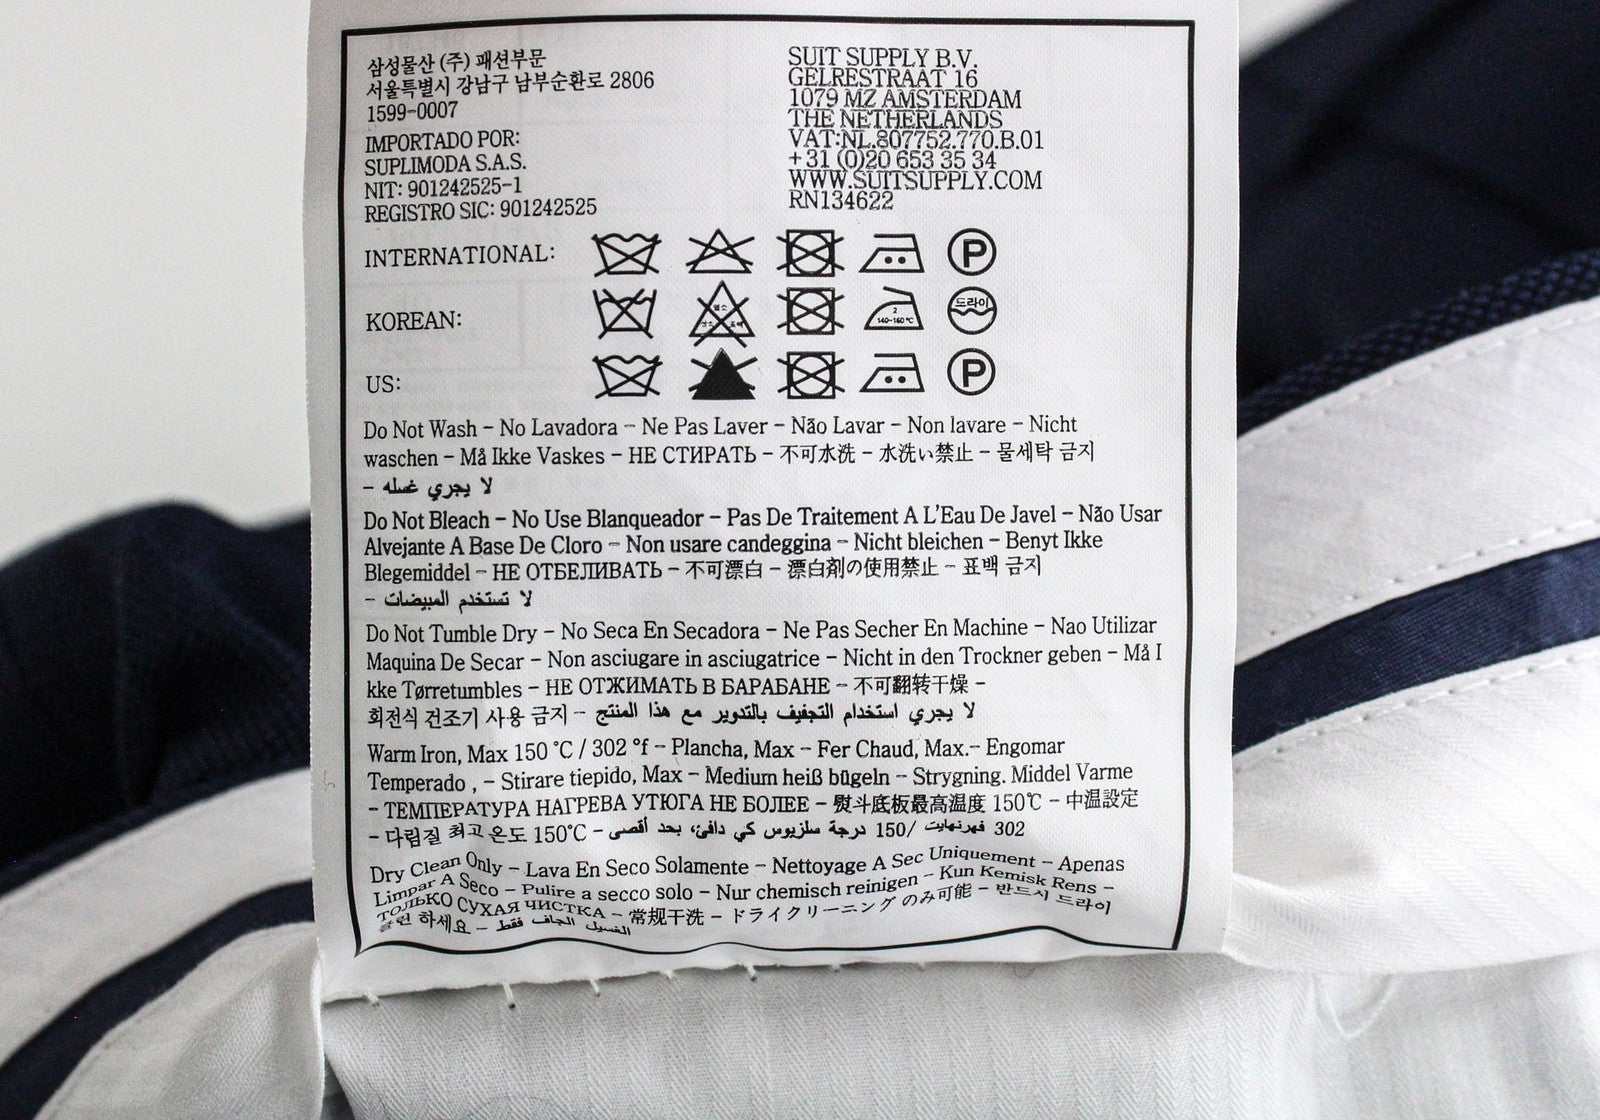 삼성물산 (주) 패션부문
서울특별시 강남구 남부순환로 2806
1599-0007
IMPORTADO POR:
SUPLIMODA S.A.S.
NIT: 901242525-1
REGISTRO SIC: 901242525
SUIT SUPPLY B.V.
GELRESTRAAT 16
1079 MZ AMSTERDAM
THE NETHERLANDS
VAT:NL.807752.770.B.01
+31 (0)20 653 35 34
WWW.SUITSUPPLY.COM
RN134622
INTERNATIONAL:
P
KOREAN:
2
140-160 ℃
드라이
US:
P
Do Not Wash - No Lavadora - Ne Pas Laver - Não Lavar - Non lavare - Nicht
waschen - Må Ikke Vaskes - НЕ СТИРАТЬ - 不可水洗 - 水洗い禁止 - 물세탁 금지
- لا يجري غسله
Do Not Bleach - No Use Blanqueador - Pas De Traitement A L'Eau De Javel - Não Usar
Alvejante A Base De Cloro - Non usare candeggina - Nicht bleichen - Benyt Ikke
Blegemiddel - НЕ ОТБЕЛИВАТЬ - 不可漂白 - 漂白剤の使用禁止 - 표백 금지
- لا تستخدم المبيضات
Do Not Tumble Dry - No Seca En Secadora - Ne Pas Secher En Machine - Nao Utilizar
Maquina De Secar - Non asciugare in asciugatrice - Nicht in den Trockner geben - Må I
kke Tørretumbles - НЕ ОТЖИМАТЬ В БАРАБАНЕ - 不可翻转干燥 -
회전식 건조기 사용 금지 - لا يجري استخدام التجفيف بالتدوير مع هذا المنتج
Warm Iron, Max 150 °C / 302 °f - Plancha, Max - Fer Chaud, Max.- Engomar
Temperado , - Stirare tiepido, Max - Medium heiß bügeln - Strygning. Middel Varme
- ТЕМПЕРАТУРА НАГРЕВА УТЮГА НЕ БОЛЕЕ - 熨斗底板最高温度 150℃ - 中温設定
- 다림질 최고 온도 150℃ - 302 فهرنهايت /150 درجة سلزيوس كي دافئ، بحد أقصى
Dry Clean Only - Lava En Seco Solamente - Nettoyage A Sec Uniquement - Apenas
Limpar A Seco - Pulire a secco solo - Nur chemisch reinigen - Kun Kemisk Rens -
ТОЛЬКО СУХАЯ ЧИСТКА - 常规干洗 - ドライクリーニング のみ可能 - 반드시 드라이
클린 하세요 - الغسيل الجاف فقط